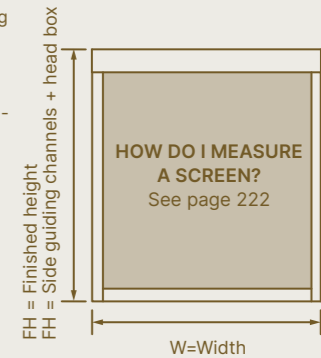 g
-
FH = Finished height
FH = Side guiding channels + head box
HOW DO I MEASURE
A SCREEN?
See page 222
W=Width